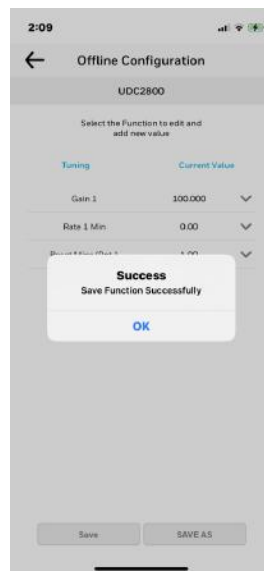 2:09
Offline Configuration
UDC2800
Select the Function to edit and
add new value
Tuning Current Value
Gain 1 100.000
Rate 1 Min 0.00
Success
Save Function Successfully
OK
Save SAVE AS